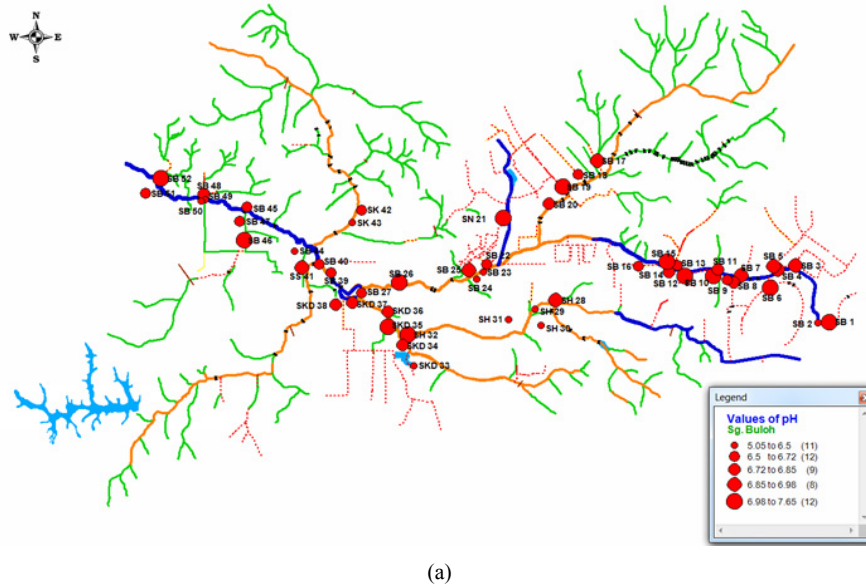 N
W E
S
SB 17
SB 18
SB 19
SB 20
SN 21
SB 52
SB 51
SB 48
SB 49
SB 50
SB 45
SB 47
SB 46
SK 42
SK 43
SB 44
SS 41
SB 40
SB 39
SKD 38
SKD 37
SB 27
SB 26
SB 25
SB 22
SB 23
SB 24
SKD 36
SKD 35
SH 32
SKD 34
SKD 33
SH 31
SH 28
SH 29
SH 30
SB 16
SB 15
SB 14
SB 13
SB 12
SB 11
SB 10
SB 9
SB 8
SB 7
SB 5
SB 4
SB 3
SB 6
SB 2
SB 1
Legend
Values of pH
Sg. Buloh
5.05 to 6.5 (11)
6.5 to 6.72 (12)
6.72 to 6.85 (9)
6.85 to 6.98 (8)
6.98 to 7.65 (12)
(a)